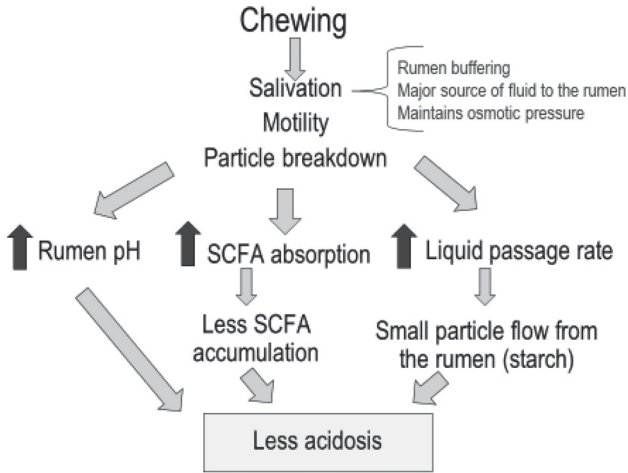 Chewing
Salivation
Rumen buffering
Major source of fluid to the rumen
Maintains osmotic pressure
Motility
Particle breakdown
Rumen pH
SCFA absorption
Liquid passage rate
Less SCFA
accumulation
Small particle flow from
the rumen (starch)
Less acidosis